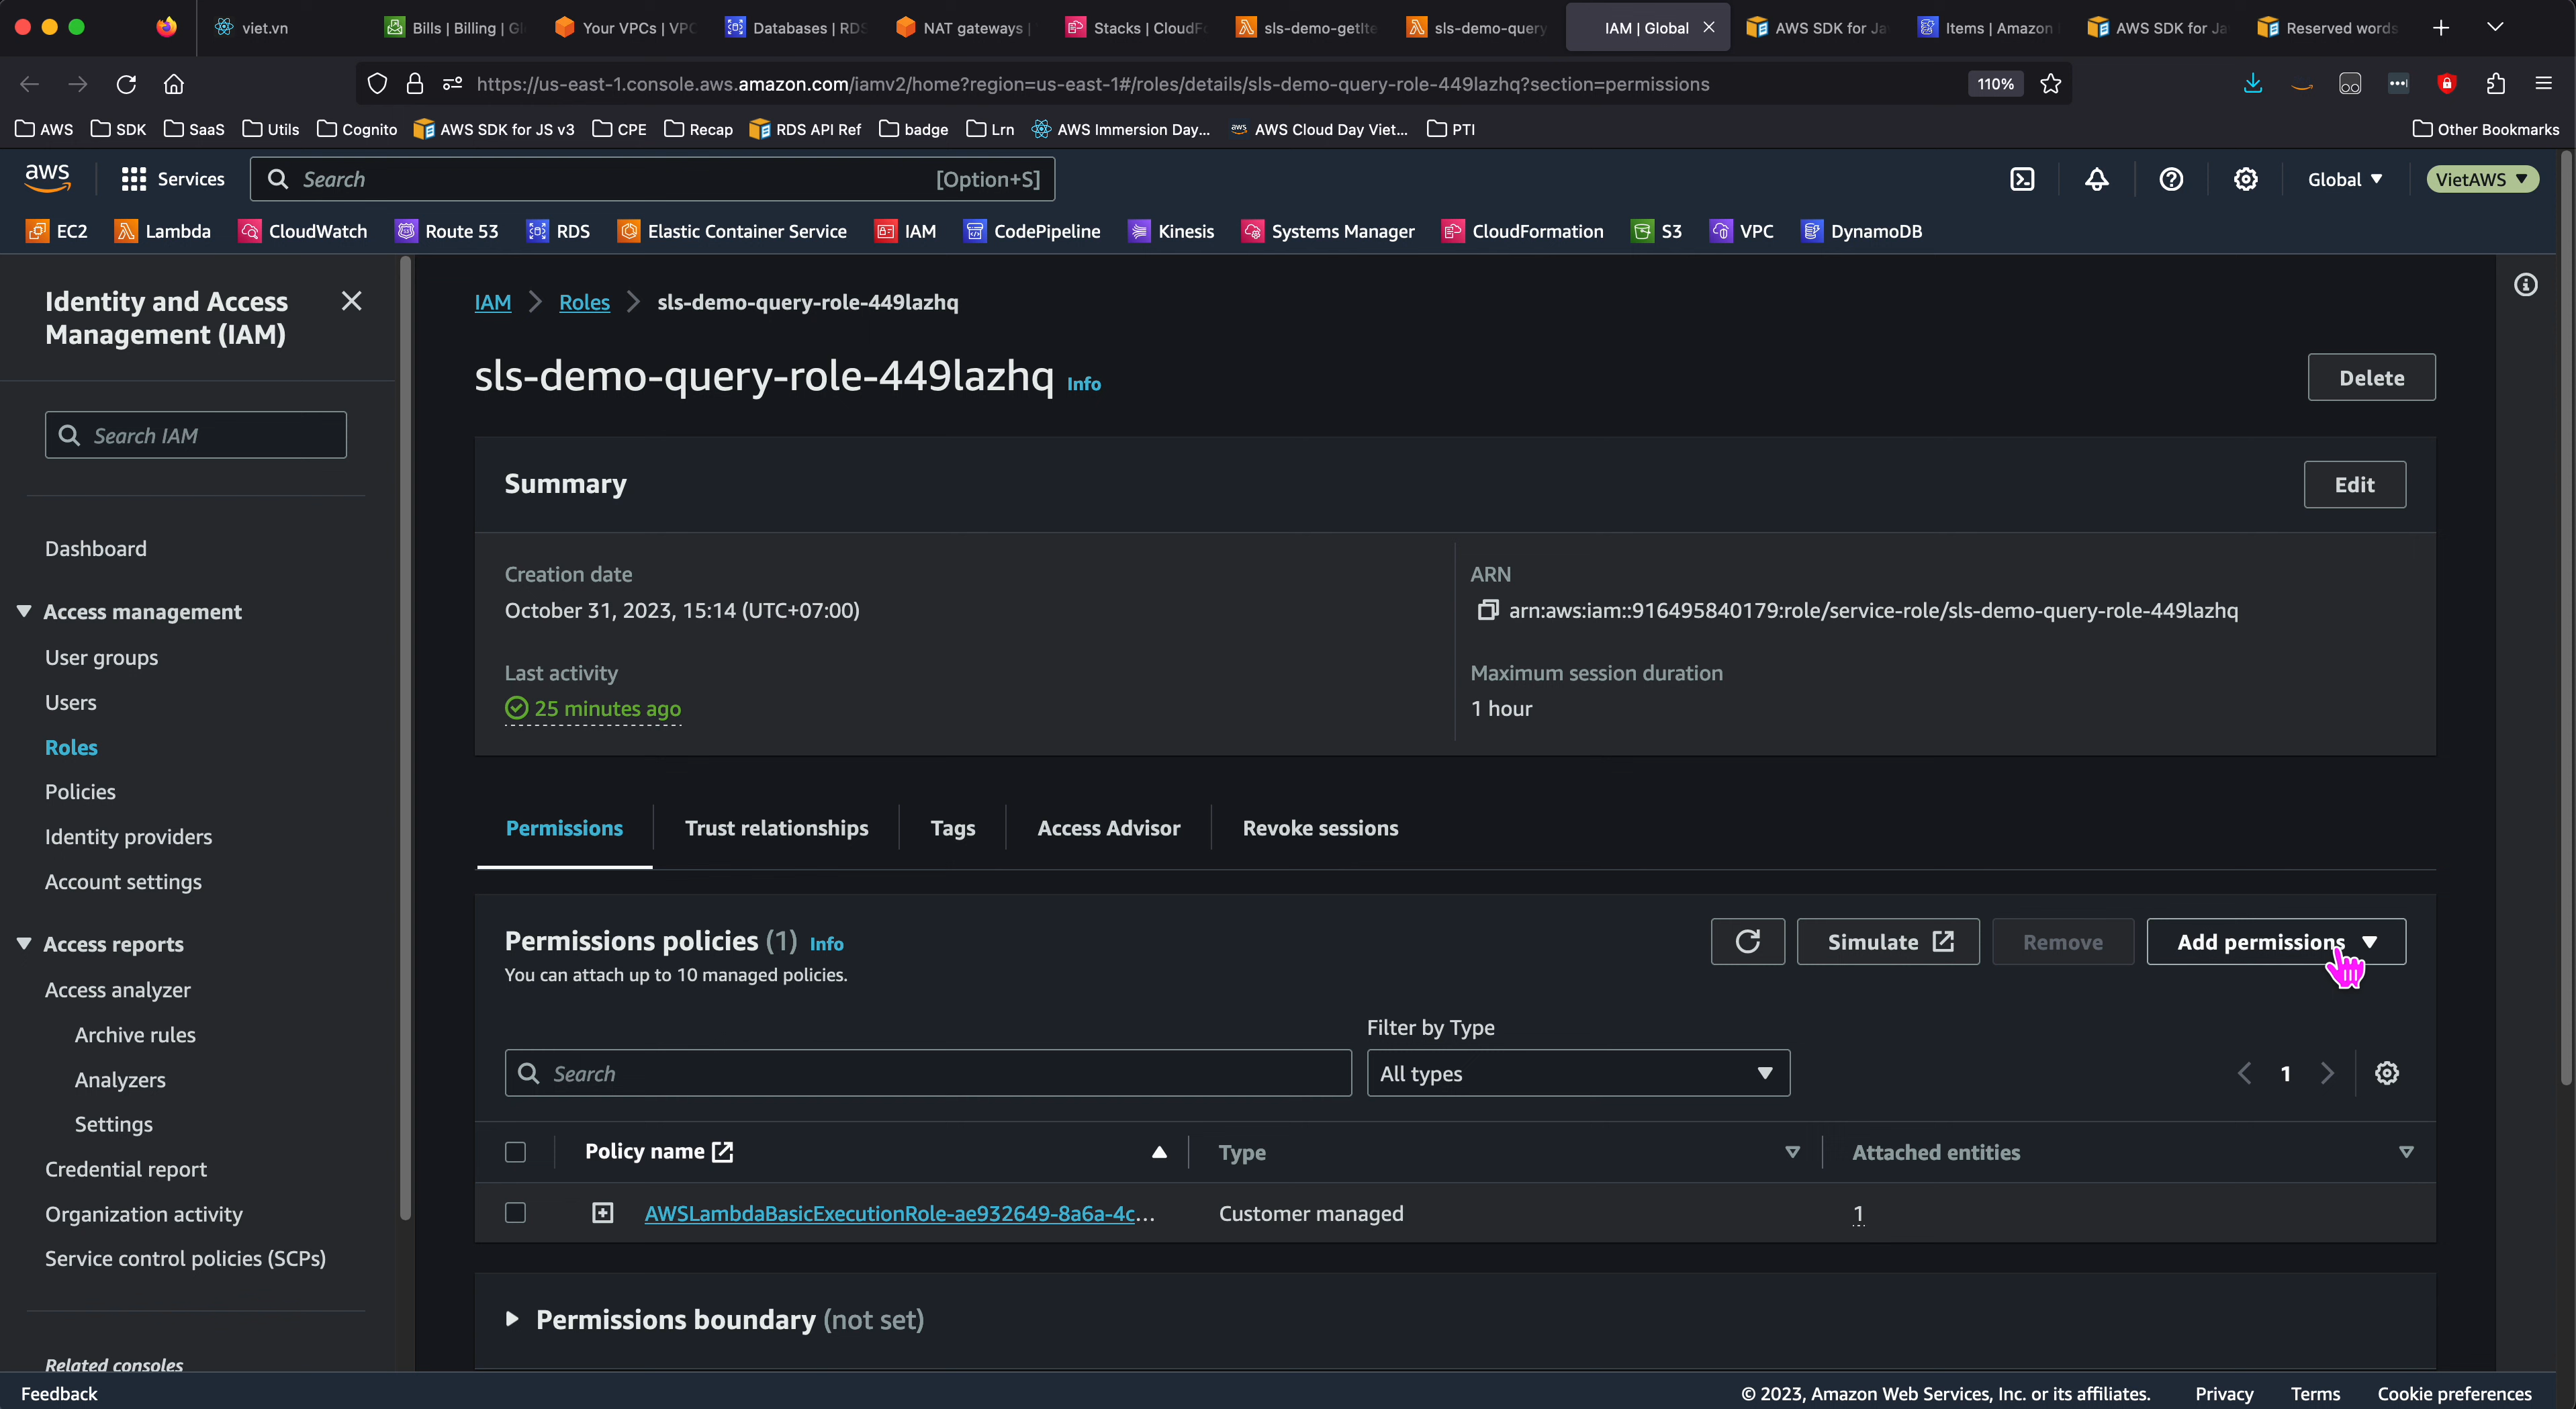 viet.vn
Bills | Billing | Gl
Your VPCs | VPC
Databases | RDS
NAT gateways |
Stacks | CloudFo
sls-demo-getIte
sls-demo-query
IAM | Global
AWS SDK for Ja
Items | Amazon
AWS SDK for Ja
Reserved words
https://us-east-1.console.aws.amazon.com/iamv2/home?region=us-east-1#/roles/details/sls-demo-query-role-449lazhq?section=permissions
110%
AWS
SDK
SaaS
Utils
Cognito
AWS SDK for JS v3
CPE
Recap
RDS API Ref
badge
Lrn
AWS Immersion Day...
AWS Cloud Day Viet...
PTI
Other Bookmarks
aws
Services
Search
[Option+S]
Global
VietAWS
EC2
Lambda
CloudWatch
Route 53
RDS
Elastic Container Service
IAM
CodePipeline
Kinesis
Systems Manager
CloudFormation
S3
VPC
DynamoDB
Identity and Access
Management (IAM)
Search IAM
Dashboard
Access management
User groups
Users
Roles
Policies
Identity providers
Account settings
Access reports
Access analyzer
Archive rules
Analyzers
Settings
Credential report
Organization activity
Service control policies (SCPs)
Related consoles
IAM
Roles
sls-demo-query-role-449lazhq
sls-demo-query-role-449lazhq Info
Delete
Summary
Edit
Creation date
October 31, 2023, 15:14 (UTC+07:00)
ARN
arn:aws:iam::916495840179:role/service-role/sls-demo-query-role-449lazhq
Last activity
25 minutes ago
Maximum session duration
1 hour
Permissions
Trust relationships
Tags
Access Advisor
Revoke sessions
Permissions policies (1) Info
You can attach up to 10 managed policies.
Simulate
Remove
Add permissions
Filter by Type
Search
All types
1
Policy name
Type
Attached entities
AWSLambdaBasicExecutionRole-ae932649-8a6a-4c...
Customer managed
1
Permissions boundary (not set)
Feedback
© 2023, Amazon Web Services, Inc. or its affiliates.
Privacy
Terms
Cookie preferences